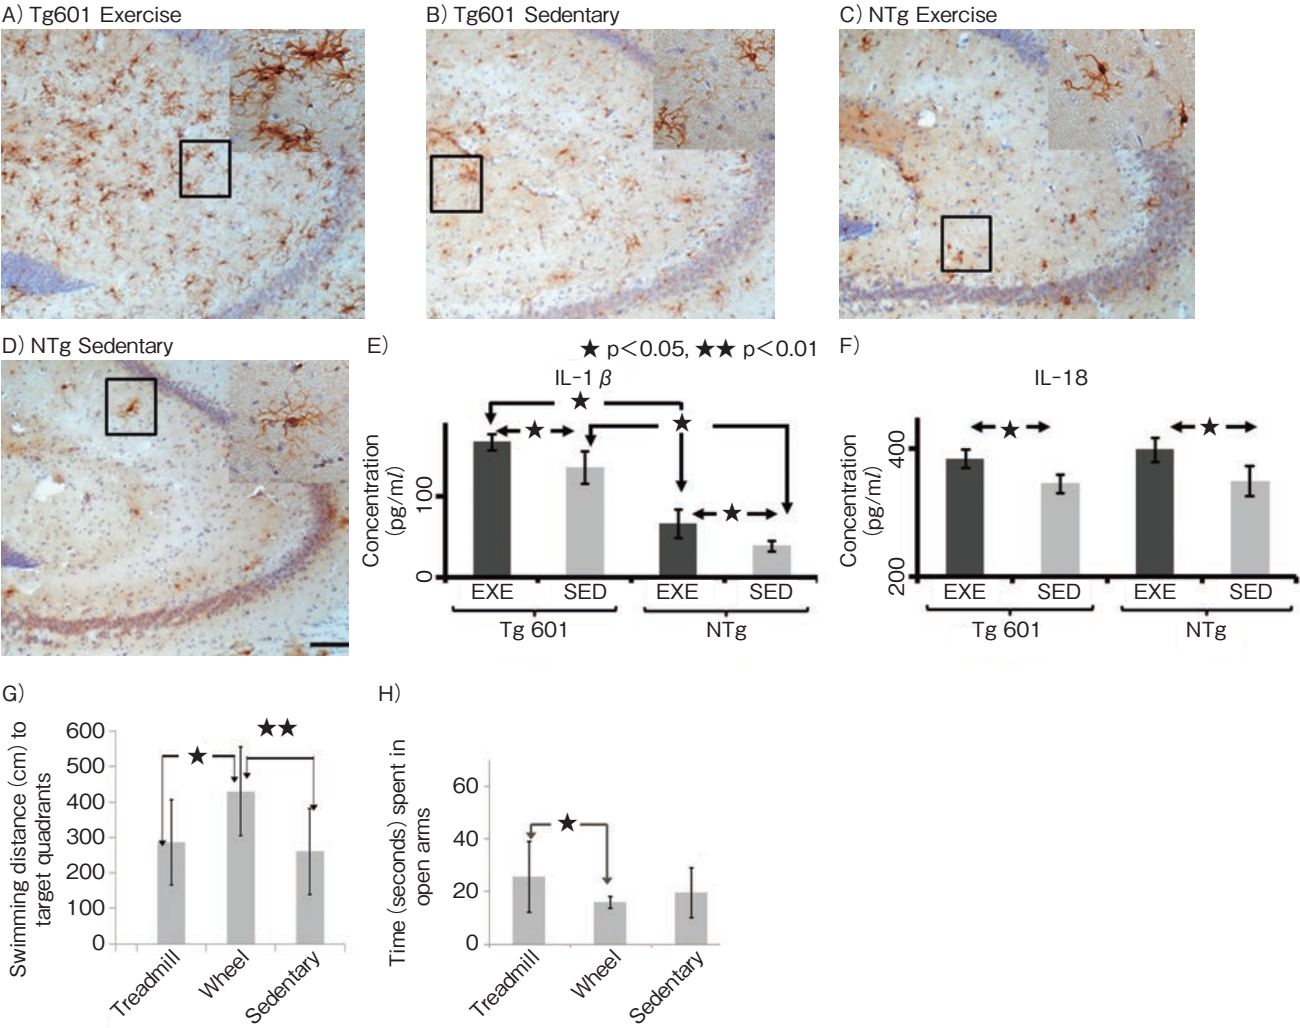 A) Tg601 Exercise
B) Tg601 Sedentary
C) NTg Exercise
D) NTg Sedentary
E)
★ p<0.05, ★★ p<0.01
IL-1β
★
★
★
★
Concentration
(pg/ml)
100
0
EXE SED EXE SED
Tg 601 NTg
F)
IL-18
★ ★
Concentration
(pg/ml)
400
200
EXE SED EXE SED
Tg 601 NTg
G)
★★
★
Swimming distance (cm) to
target quadrants
600
500
400
300
200
100
0
Treadmill
Wheel
Sedentary
H)
★
Time (seconds) spent in
open arms
60
40
20
0
Treadmill
Wheel
Sedentary